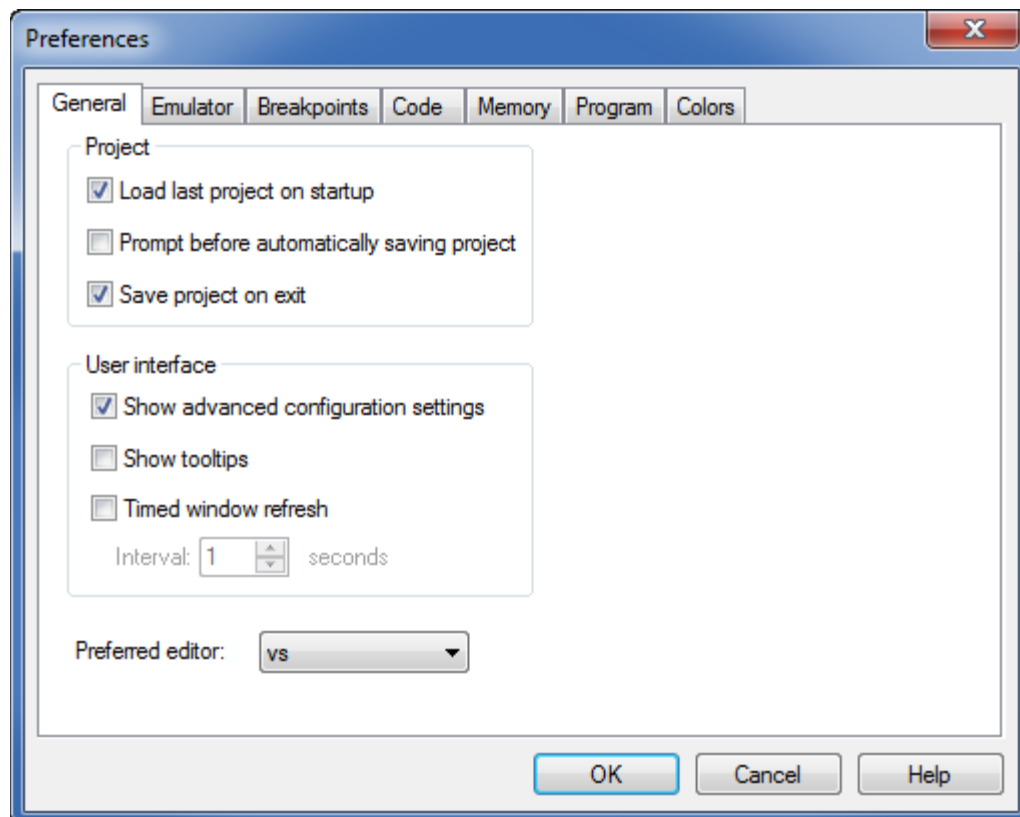 Preferences
General Emulator Breakpoints Code Memory Program Colors
Project
Load last project on startup
Prompt before automatically saving project
Save project on exit
User interface
Show advanced configuration settings
Show tooltips
Timed window refresh
Interval: 1 seconds
Preferred editor: vs
OK Cancel Help